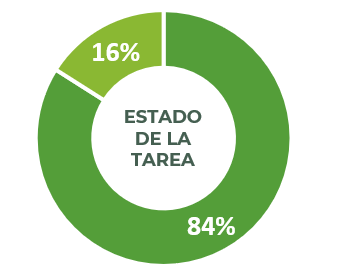 16%
ESTADO
DE LA
TAREA
84%